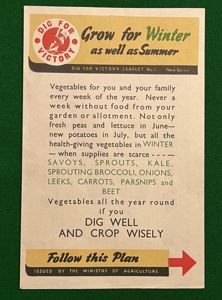 DIG FOR
VICTORY
Grow for Winter
as well as Summer
DIG FOR VICTORY LEAFLET No. 1 New Series
Vegetables for you and your family
every week of the year. Never a
week without food from your
garden or allotment. Not only
fresh peas and lettuce in June—
new potatoes in July, but all the
health-giving vegetables in WINTER
— when supplies are scarce - - - -
SAVOYS, SPROUTS, KALE,
SPROUTING BROCCOLI, ONIONS,
LEEKS, CARROTS, PARSNIPS and
BEET
Vegetables all the year round
if you
DIG WELL
AND CROP WISELY
Follow this Plan
ISSUED BY THE MINISTRY OF AGRICULTURE